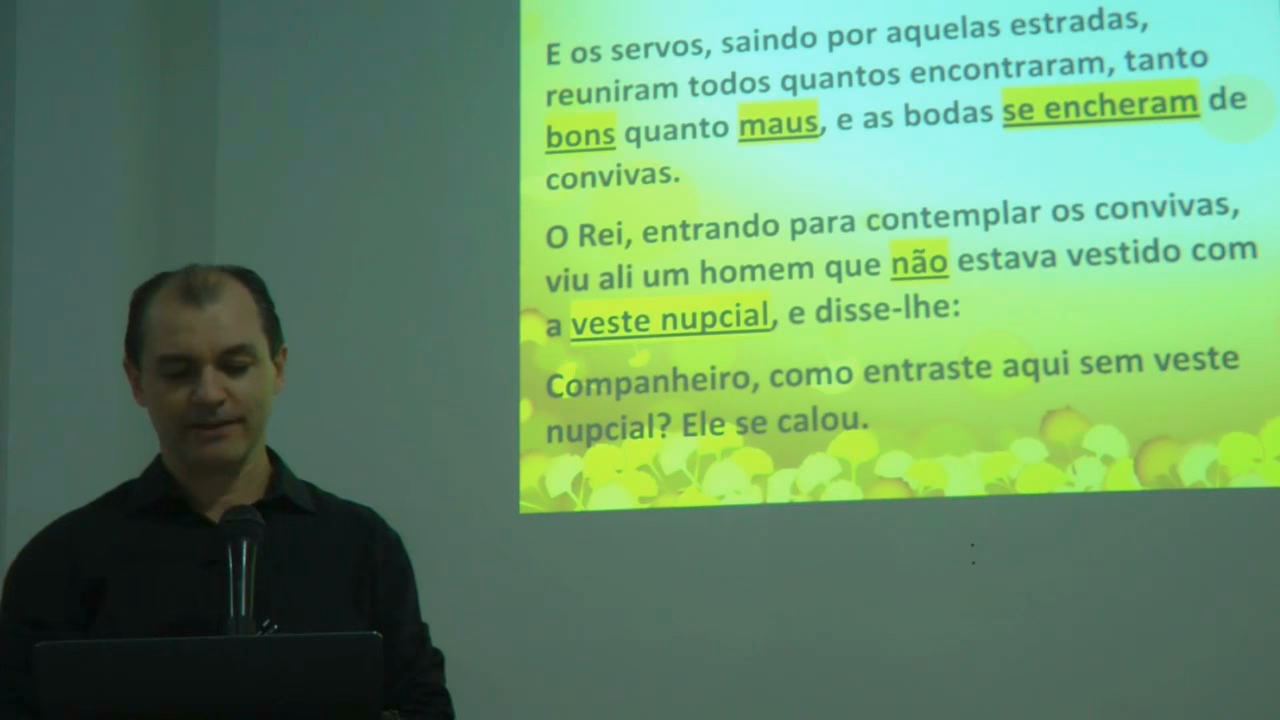 E os servos, saindo por aquelas estradas,
reuniram todos quantos encontraram, tanto
bons quanto maus, e as bodas se encheram de
convivas.
O Rei, entrando para contemplar os convivas,
viu ali um homem que não estava vestido com
a veste nupcial, e disse-lhe:
Companheiro, como entraste aqui sem veste
nupcial? Ele se calou.